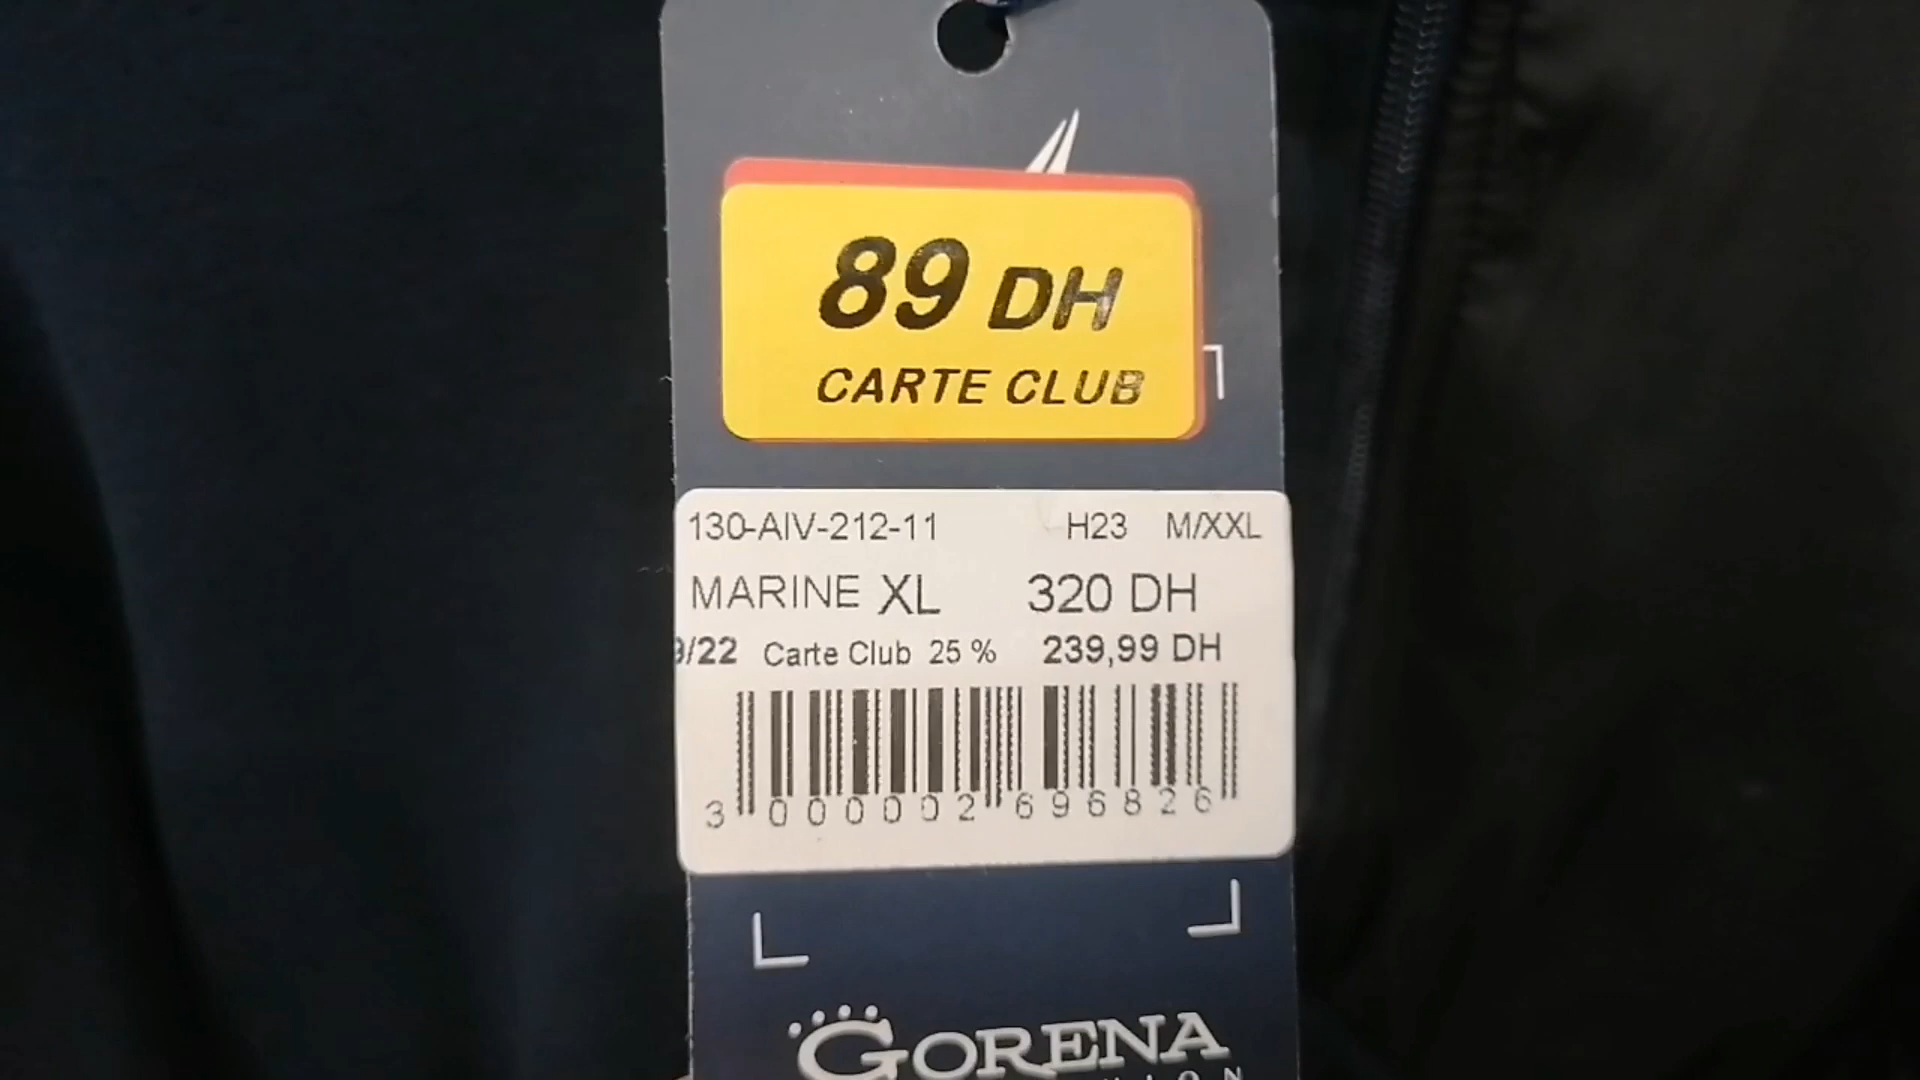 89 DH
CARTE CLUB
130-AIV-212-11 H23 M/XXL
MARINE XL 320 DH
9/22 Carte Club 25 % 239,99 DH
3 000002 696826
GORENA